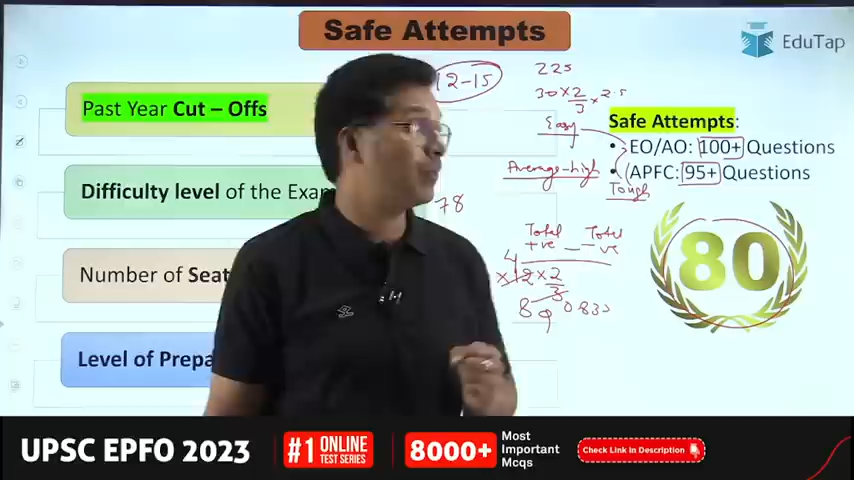 Safe Attempts
EduTap
Past Year Cut – Offs
12-15
225
30×2/3×2.5
Easy
Safe Attempts:
• EO/AO: 100+ Questions
Average-high
• APFC: 95+ Questions
Tough
Difficulty level of the Exa
78
Total +ve — Total -ve
Number of Seat
80
Level of Prepa
UPSC EPFO 2023
#1 ONLINE TEST SERIES
8000+ Most Important Mcqs
Check Link in Description